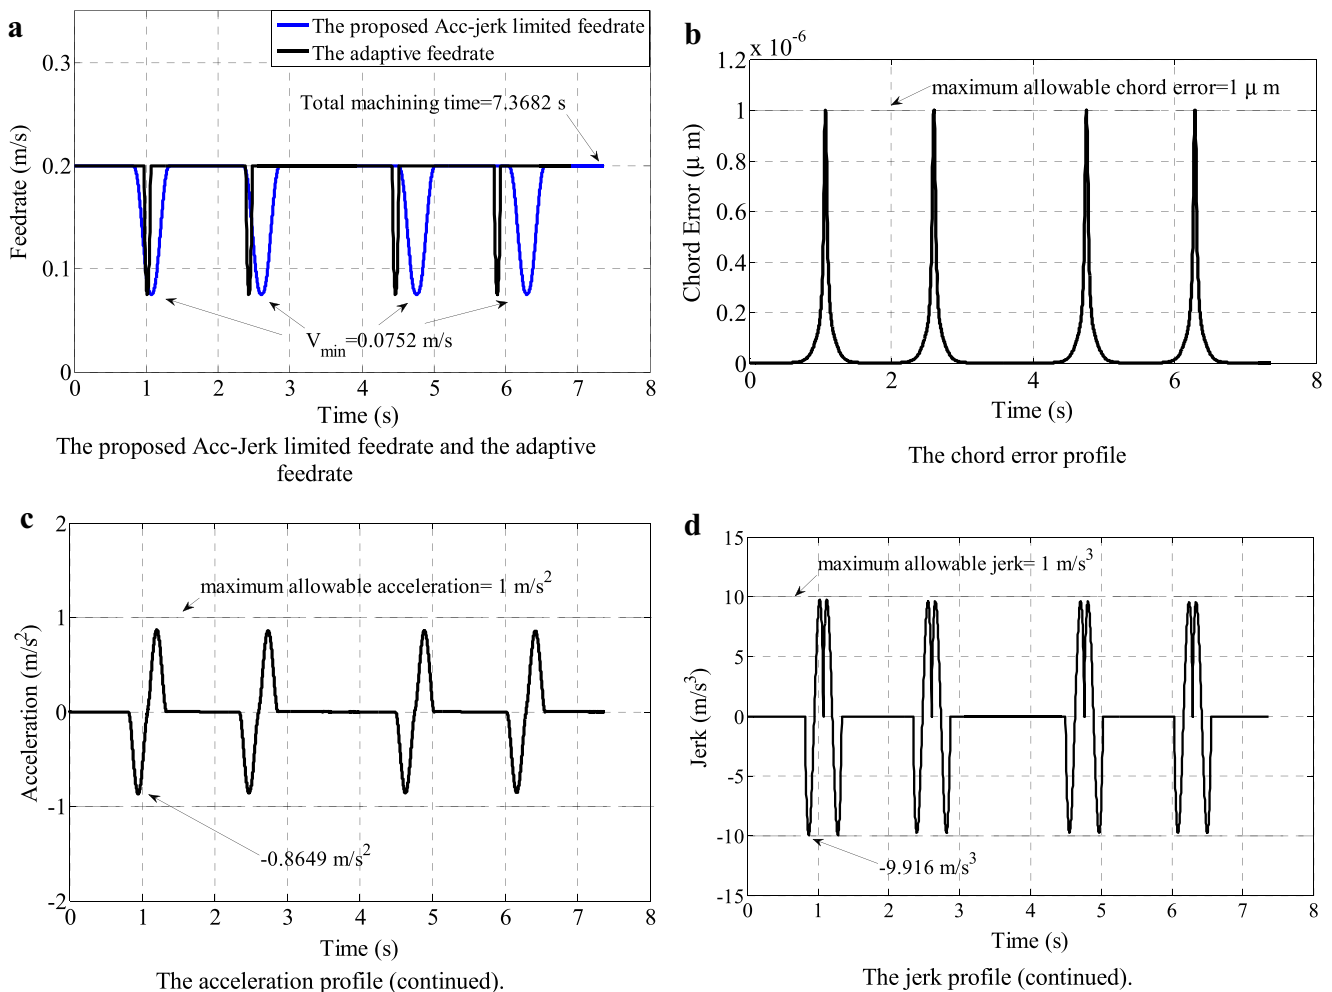 a
The proposed Acc-jerk limited feedrate
The adaptive feedrate
0.3
0.2
0.1
0
Feedrate (m/s)
Total machining time=7.3682 s
V min=0.0752 m/s
0 1 2 3 4 5 6 7 8
Time (s)
The proposed Acc-Jerk limited feedrate and the adaptive
feedrate
b
x 10^-6
1.2
1
0.8
0.6
0.4
0.2
0
Chord Error (μ m)
maximum allowable chord error=1 μ m
0 2 4 6 8
Time (s)
The chord error profile
c
2
1
0
-1
-2
Acceleration (m/s²)
maximum allowable acceleration= 1 m/s²
-0.8649 m/s²
0 1 2 3 4 5 6 7 8
Time (s)
The acceleration profile (continued).
d
15
10
5
0
-5
-10
-15
Jerk (m/s³)
maximum allowable jerk= 1 m/s³
-9.916 m/s³
0 1 2 3 4 5 6 7 8
Time (s)
The jerk profile (continued).